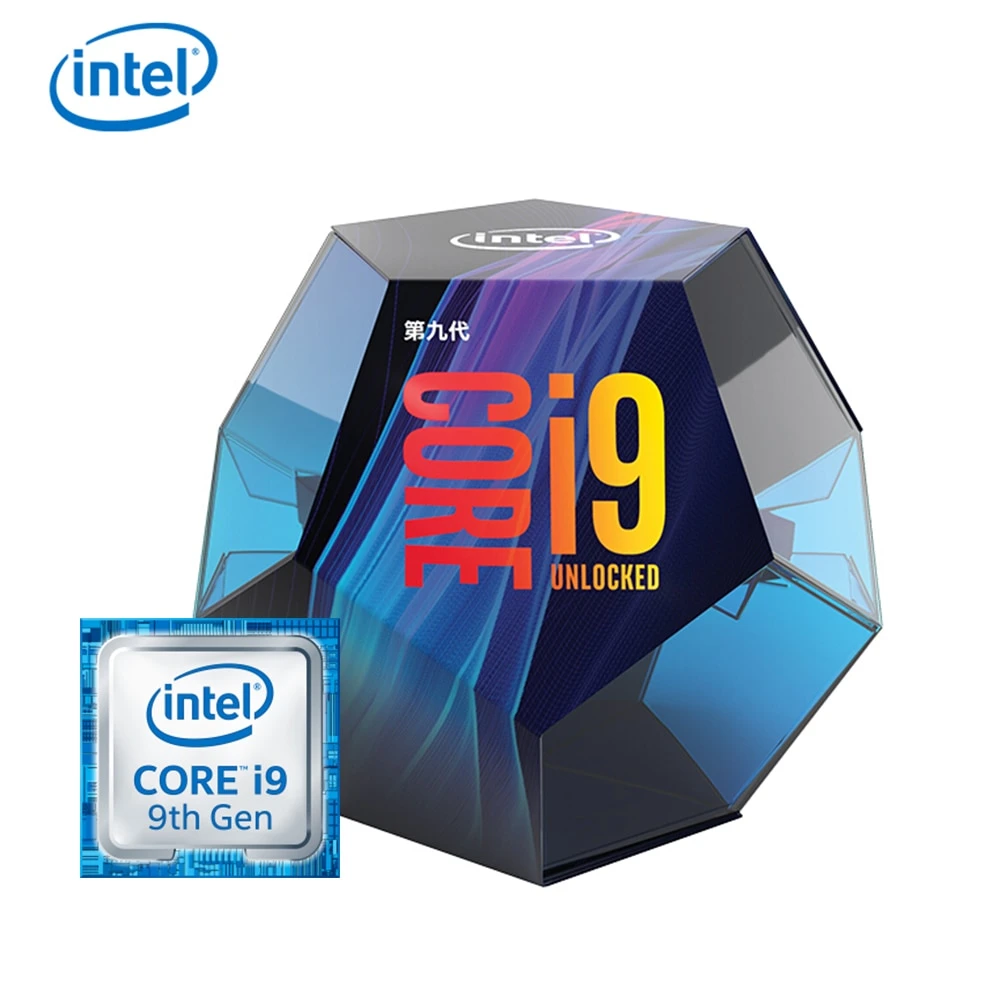 intel®
intel
第九代
CORE i9
UNLOCKED
intel®
CORE™ i9
9th Gen